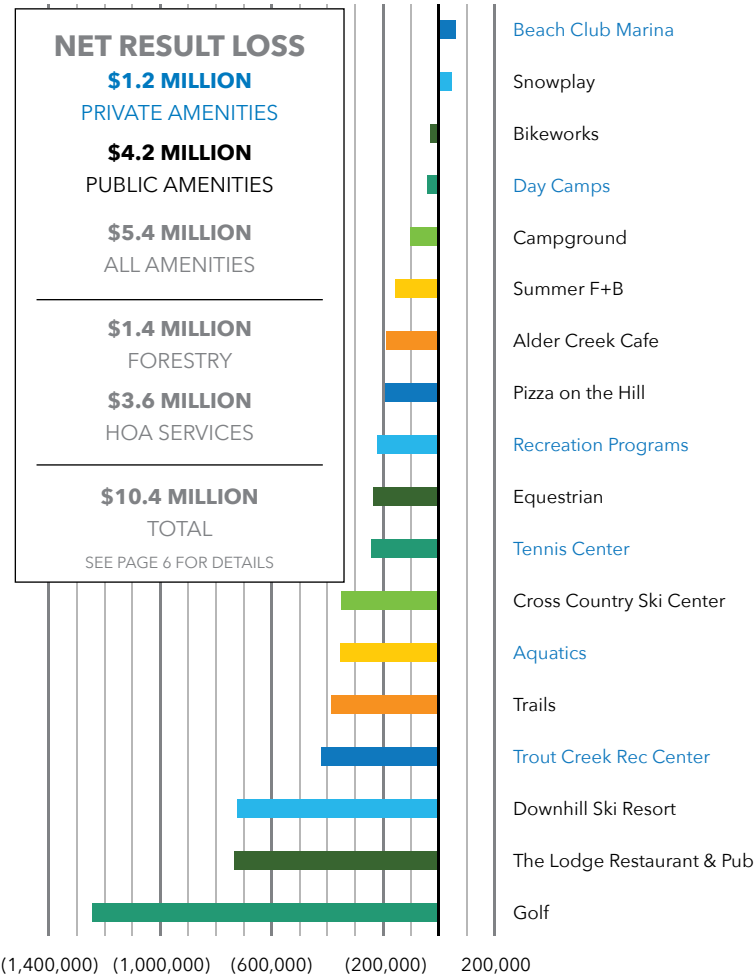 NET RESULT LOSS
$1.2 MILLION
PRIVATE AMENITIES
$4.2 MILLION
PUBLIC AMENITIES
$5.4 MILLION
ALL AMENITIES
$1.4 MILLION
FORESTRY
$3.6 MILLION
HOA SERVICES
$10.4 MILLION
TOTAL
SEE PAGE 6 FOR DETAILS
Beach Club Marina
Snowplay
Bikeworks
Day Camps
Campground
Summer F+B
Alder Creek Cafe
Pizza on the Hill
Recreation Programs
Equestrian
Tennis Center
Cross Country Ski Center
Aquatics
Trails
Trout Creek Rec Center
Downhill Ski Resort
The Lodge Restaurant & Pub
Golf
(1,400,000) (1,000,000) (600,000) (200,000) 200,000